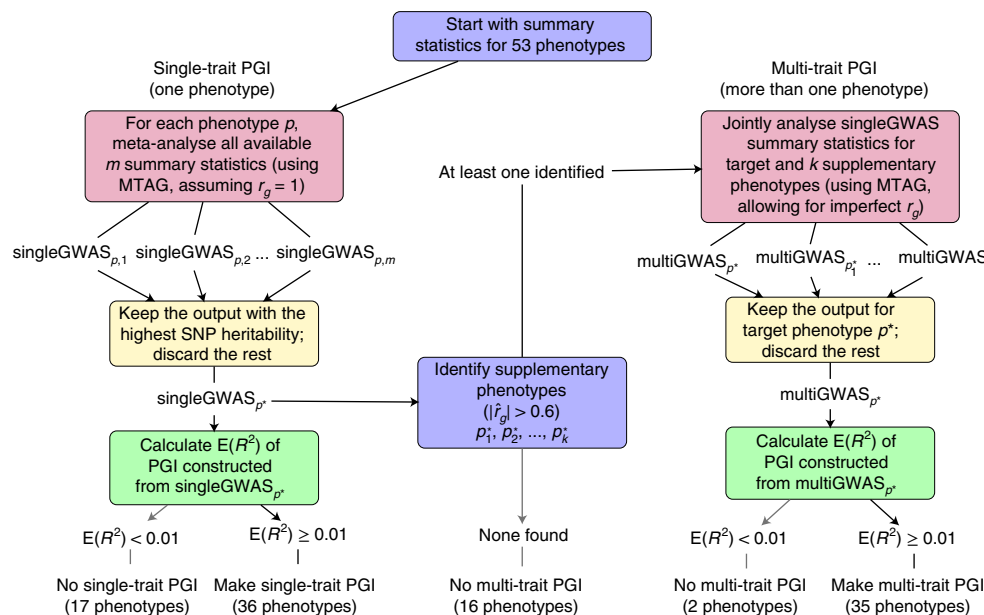 Start with summary
statistics for 53 phenotypes
Single-trait PGI
(one phenotype)
For each phenotype p,
meta-analyse all available
m summary statistics (using
MTAG, assuming r_g = 1)
singleGWAS_p,1 singleGWAS_p,2 ... singleGWAS_p,m
Keep the output with the
highest SNP heritability;
discard the rest
singleGWAS_p*
Calculate E(R²) of
PGI constructed
from singleGWAS_p*
E(R²) < 0.01 E(R²) ≥ 0.01
No single-trait PGI
(17 phenotypes)
Make single-trait PGI
(36 phenotypes)
At least one identified
Identify supplementary
phenotypes
(|r̂_g| > 0.6)
p*₁, p*₂, ..., p*_k
None found
No multi-trait PGI
(16 phenotypes)
Multi-trait PGI
(more than one phenotype)
Jointly analyse singleGWAS
summary statistics for
target and k supplementary
phenotypes (using MTAG,
allowing for imperfect r_g)
multiGWAS_p* multiGWAS_p*₁ ... multiGWAS
Keep the output for
target phenotype p*;
discard the rest
multiGWAS_p*
Calculate E(R²) of
PGI constructed
from multiGWAS_p*
E(R²) < 0.01 E(R²) ≥ 0.01
No multi-trait PGI
(2 phenotypes)
Make multi-trait PGI
(35 phenotypes)